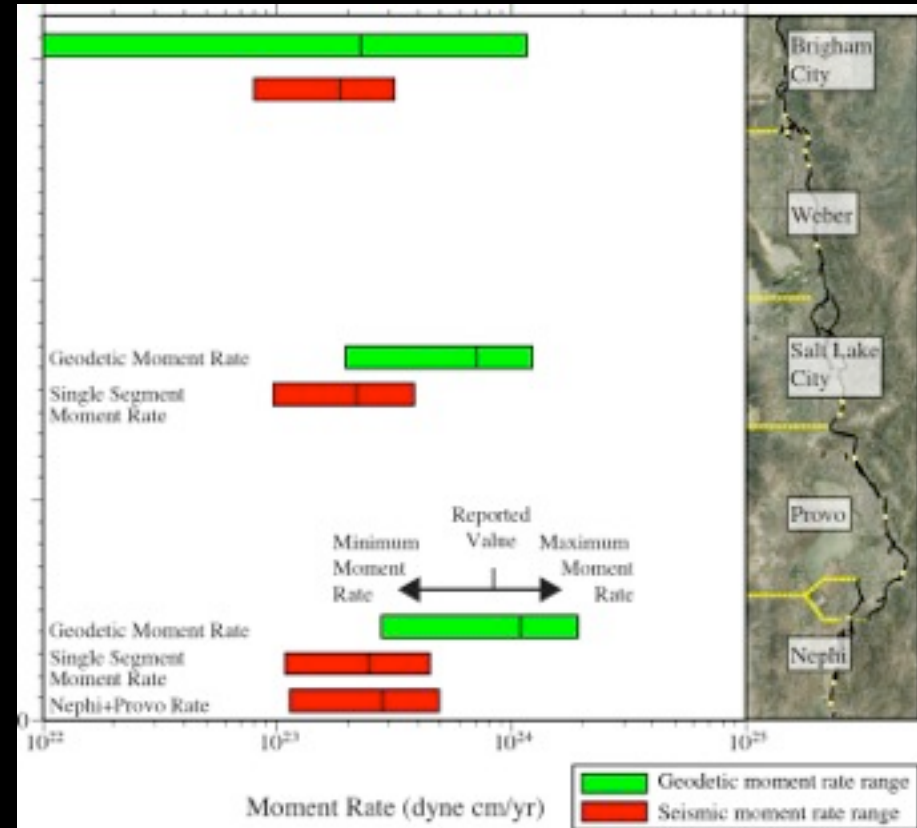 Brigham
City
Weber
Geodetic Moment Rate
Single Segment
Moment Rate
Salt Lake
City
Provo
Reported
Value
Minimum
Moment
Rate
Maximum
Moment
Rate
Geodetic Moment Rate
Single Segment
Moment Rate
Nephi+Provo Rate
Nephi
0
10²² 10²³ 10²⁴ 10²⁵
Moment Rate (dyne cm/yr)
Geodetic moment rate range
Seismic moment rate range